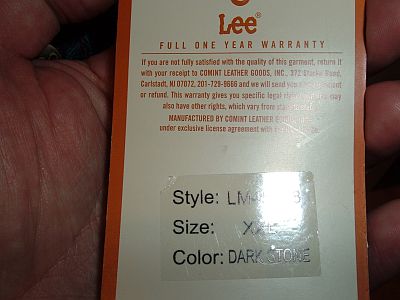 Lee®
FULL ONE YEAR WARRANTY
If you are not fully satisfied with the quality of this garment, return it
with your receipt to COMINT LEATHER GOODS, INC., 372 Starke Road,
Carlstadt, NJ 07072, 201-729-9666 and we will send you a
or refund. This warranty gives you specific legal
also have other rights, which vary from
MANUFACTURED BY COMINT LEATHER
under exclusive license agreement with
Style:
Size:
Color: DARK STONE